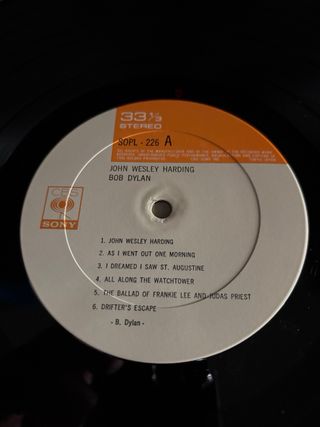 33 1/3
STEREO
SOPL - 226 A
JOHN WESLEY HARDING
BOB DYLAN
CBS
SONY
1. JOHN WESLEY HARDING
2. AS I WENT OUT ONE MORNING
3. I DREAMED I SAW ST. AUGUSTINE
4. ALL ALONG THE WATCHTOWER
5. THE BALLAD OF FRANKIE LEE AND JUDAS PRIEST
6. DRIFTER'S ESCAPE
- B. Dylan -